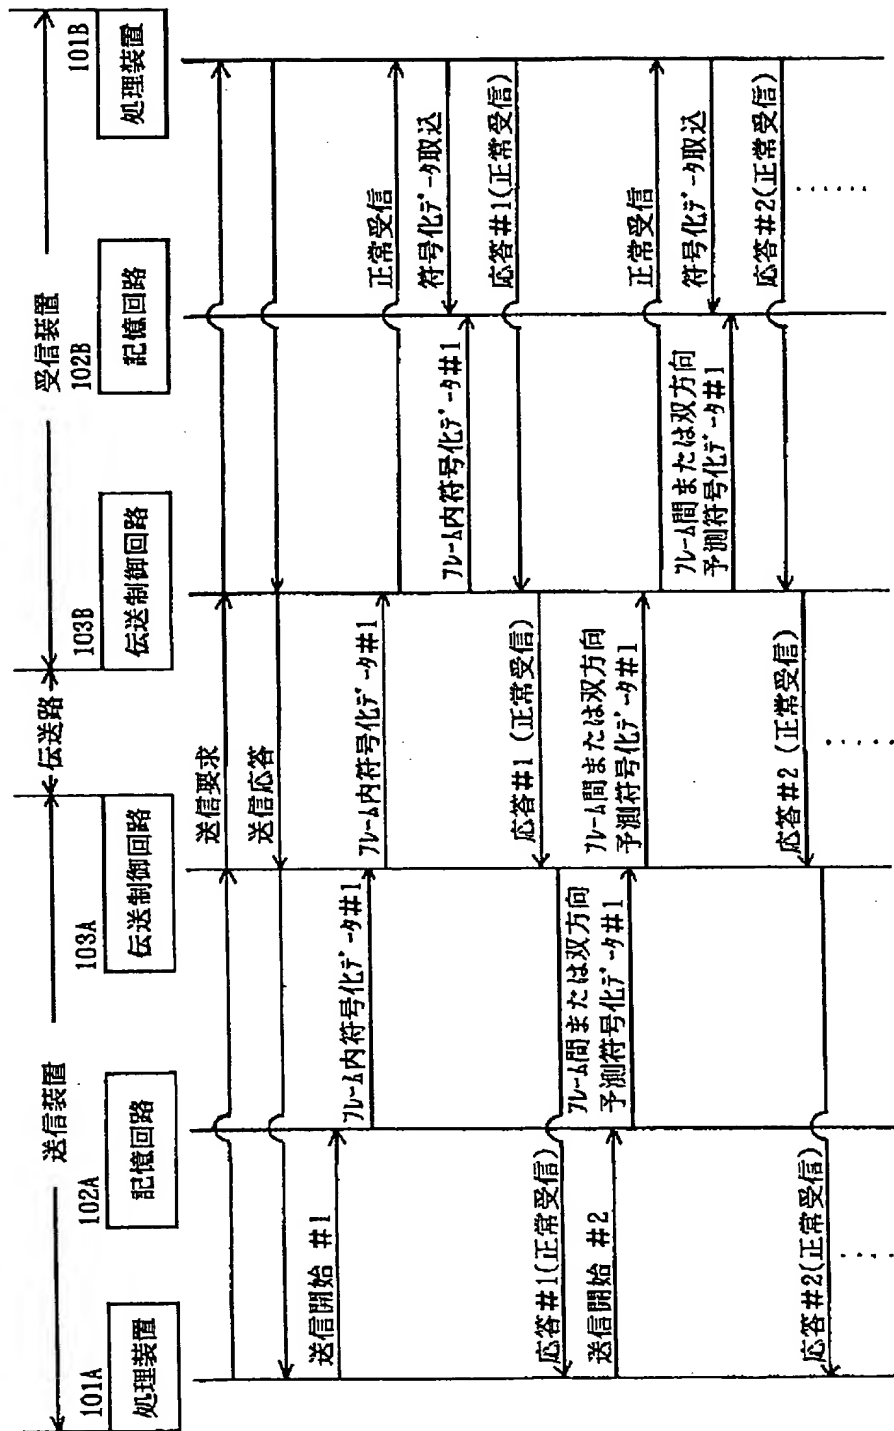 送信装置
伝送路
受信装置
101A
処理装置
102A
記憶回路
103A
伝送制御回路
103B
伝送制御回路
102B
記憶回路
101B
処理装置
送信要求
送信応答
送信開始 #1
フレーム内符号化データ#1
フレーム内符号化データ#1
正常受信
符号化データ取込
フレーム内符号化データ#1
応答#1(正常受信)
応答#1 (正常受信)
応答#1(正常受信)
送信開始 #2
フレーム間または双方向
予測符号化データ#1
フレーム間または双方向
予測符号化データ#1
正常受信
符号化データ取込
フレーム間または双方向
予測符号化データ#1
応答#2(正常受信)
応答#2 (正常受信)
応答#2(正常受信)